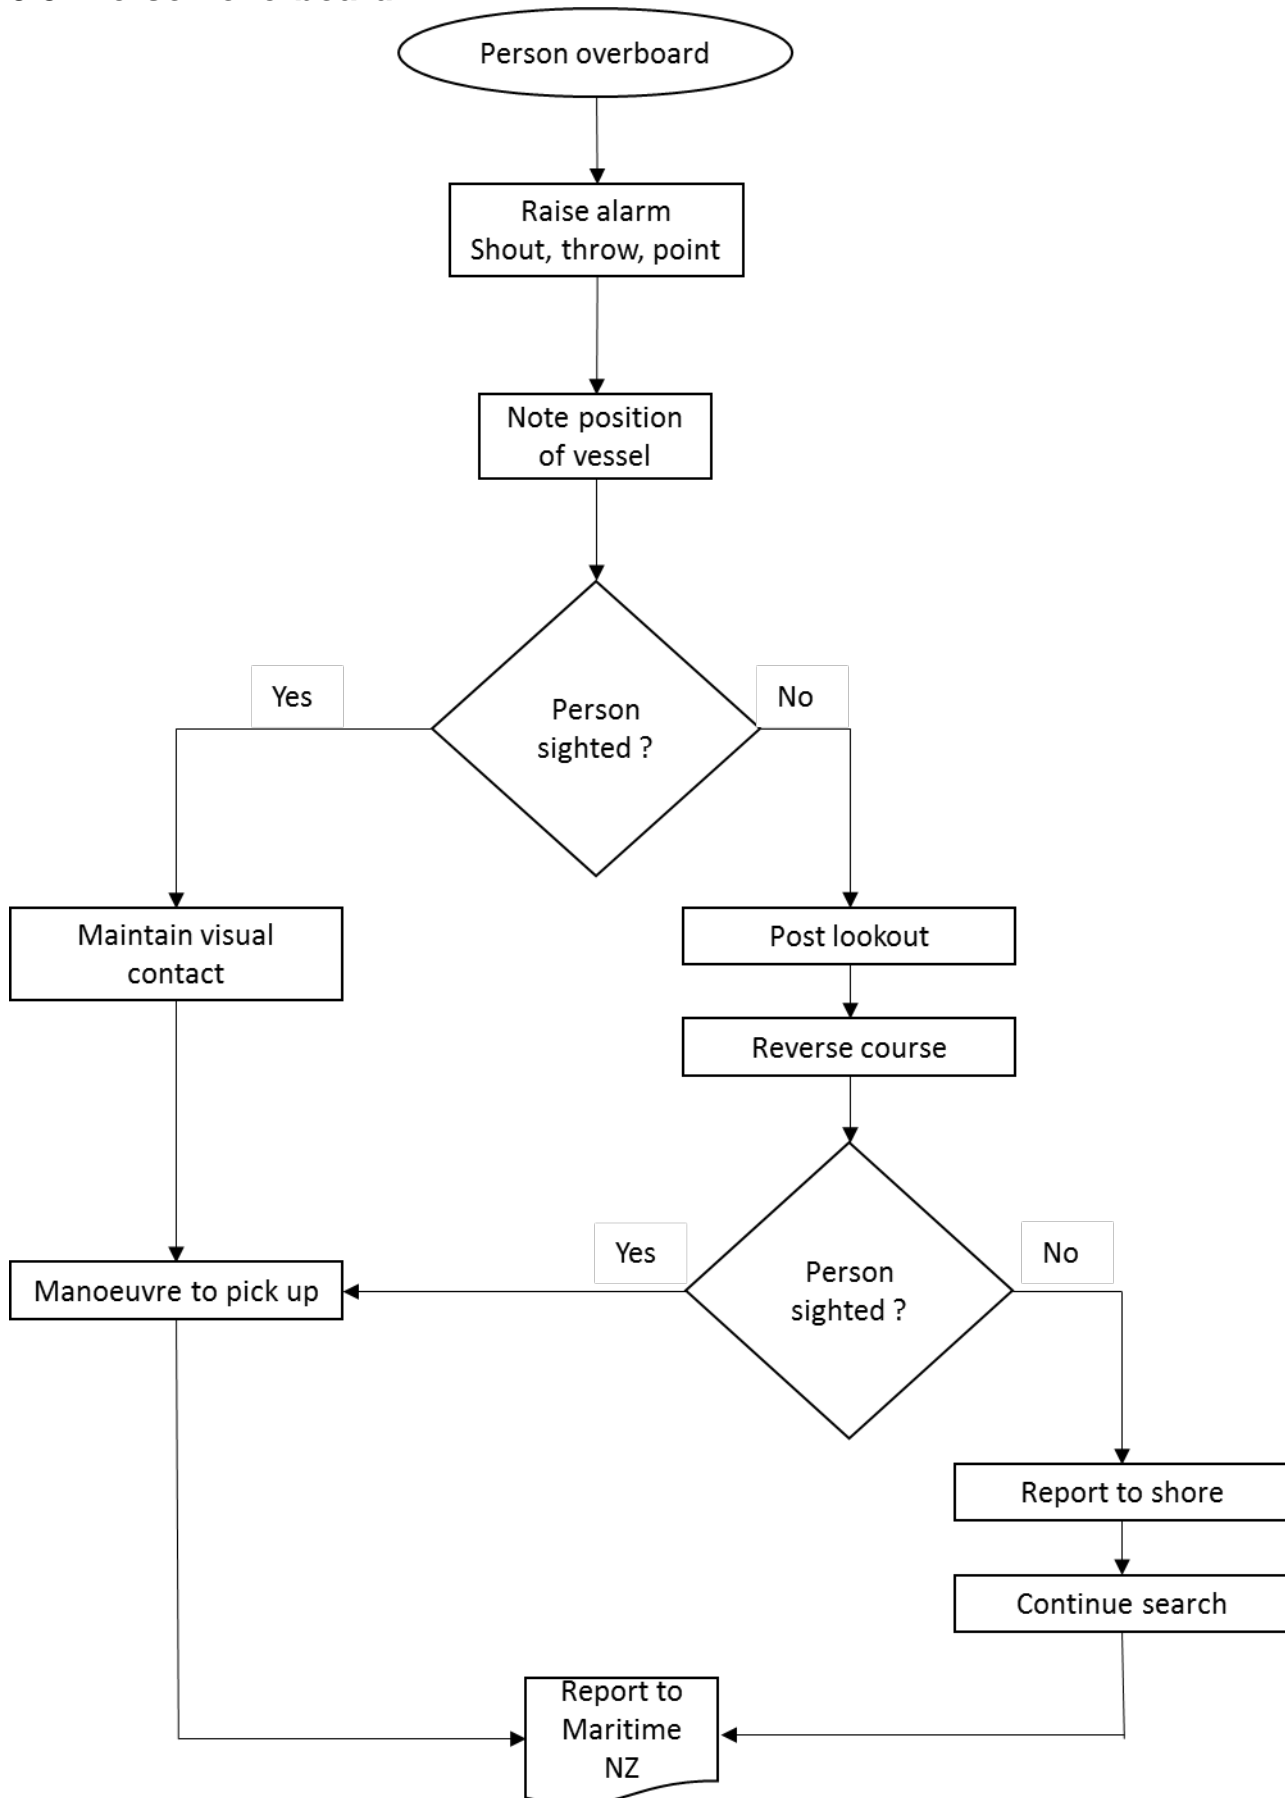 Person overboard
Raise alarm
Shout, throw, point
Note position
of vessel
Yes
No
Person
sighted ?
Maintain visual
contact
Post lookout
Reverse course
Yes
No
Person
sighted ?
Manoeuvre to pick up
Report to shore
Continue search
Report to
Maritime
NZ